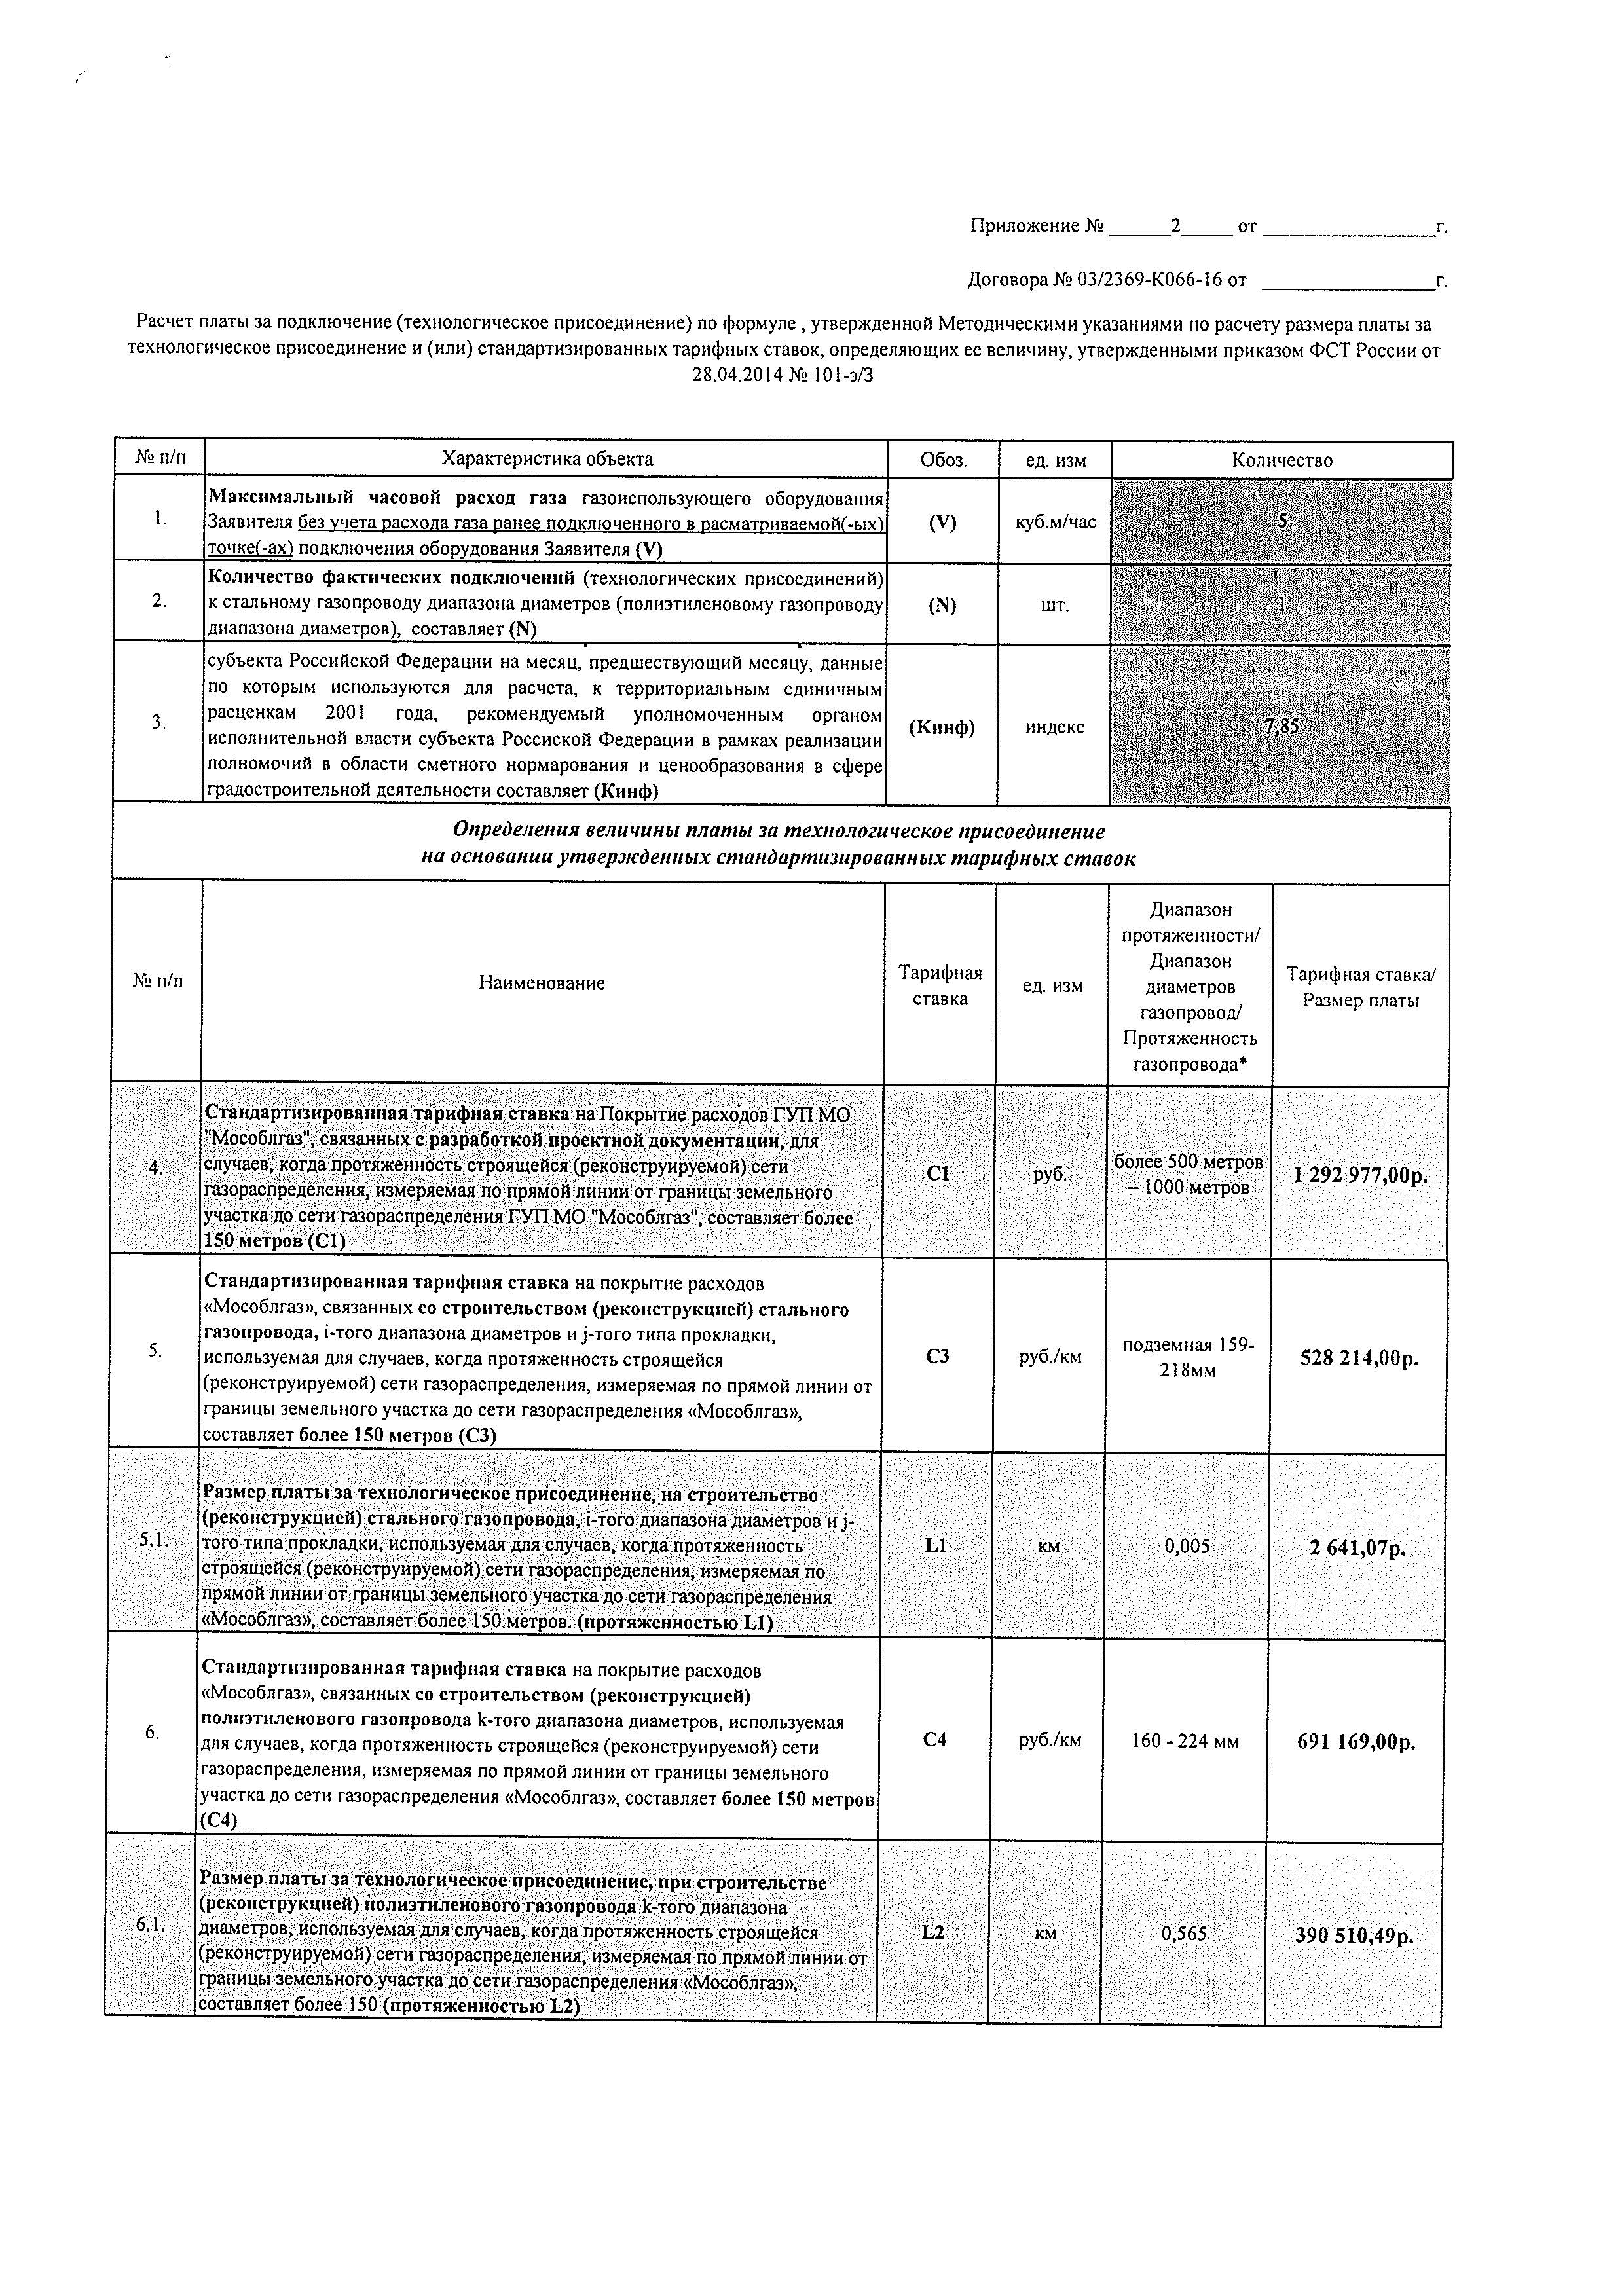 Приложение № ______2_____ от _________________г.
Договора № 03/2369-К066-16 от _________________г.
Расчет платы за подключение (технологическое присоединение) по формуле , утвержденной Методическими указаниями по расчету размера платы за
технологическое присоединение и (или) стандартизированных тарифных ставок, определяющих ее величину, утвержденными приказом ФСТ России от
28.04.2014 № 101-э/3
№ п/п Характеристика объекта Обоз. ед. изм Количество
1.
Максимальный часовой расход газа газоиспользующего оборудования
Заявителя без учета расхода газа ранее подключенного в расматриваемой(-ых)
точке(-ах) подключения оборудования Заявителя (V)
(V) куб.м/час 5
2.
Количество фактических подключений (технологических присоединений)
к стальному газопроводу диапазона диаметров (полиэтиленовому газопроводу
диапазона диаметров), составляет (N)
(N) шт. 1
3.
субъекта Российской Федерации на месяц, предшествующий месяцу, данные
по которым используются для расчета, к территориальным единичным
расценкам 2001 года, рекомендуемый уполномоченным органом
исполнительной власти субъекта Россиской Федерации в рамках реализации
полномочий в области сметного нормарования и ценообразования в сфере
градостроительной деятельности составляет (Кинф)
(Кинф) индекс 7,85
Определения величины платы за технологическое присоединение
на основании утвержденных стандартизированных тарифных ставок
№ п/п
Наименование
Тарифная
ставка
ед. изм
Диапазон
протяженности/
Диапазон
диаметров
газопровод/
Протяженность
газопровода*
Тарифная ставка/
Размер платы
4.
Стандартизированная тарифная ставка на Покрытие расходов ГУП МО
"Мособлгаз", связанных с разработкой проектной документации, для
случаев, когда протяженность строящейся (реконструируемой) сети
газораспределения, измеряемая по прямой линии от границы земельного
участка до сети газораспределения ГУП МО "Мособлгаз", составляет более
150 метров (С1)
С1
руб.
более 500 метров
– 1000 метров
1 292 977,00р.
5.
Стандартизированная тарифная ставка на покрытие расходов
«Мособлгаз», связанных со строительством (реконструкцией) стального
газопровода, i-того диапазона диаметров и j-того типа прокладки,
используемая для случаев, когда протяженность строящейся
(реконструируемой) сети газораспределения, измеряемая по прямой линии от
границы земельного участка до сети газораспределения «Мособлгаз»,
составляет более 150 метров (С3)
С3
руб./км
подземная 159-
218мм
528 214,00р.
5.1.
Размер платы за технологическое присоединение, на строительство
(реконструкцией) стального газопровода, i-того диапазона диаметров и j-
того типа прокладки, используемая для случаев, когда протяженность
строящейся (реконструируемой) сети газораспределения, измеряемая по
прямой линии от границы земельного участка до сети газораспределения
«Мособлгаз», составляет более 150 метров. (протяженностью L1)
L1
км
0,005
2 641,07р.
6.
Стандартизированная тарифная ставка на покрытие расходов
«Мособлгаз», связанных со строительством (реконструкцией)
полиэтиленового газопровода k-того диапазона диаметров, используемая
для случаев, когда протяженность строящейся (реконструируемой) сети
газораспределения, измеряемая по прямой линии от границы земельного
участка до сети газораспределения «Мособлгаз», составляет более 150 метров
(С4)
С4
руб./км
160 - 224 мм
691 169,00р.
6.1.
Размер платы за технологическое присоединение, при строительстве
(реконструкцией) полиэтиленового газопровода k-того диапазона
диаметров, используемая для случаев, когда протяженность строящейся
(реконструируемой) сети газораспределения, измеряемая по прямой линии от
границы земельного участка до сети газораспределения «Мособлгаз»,
составляет более 150 (протяженностью L2)
L2
км
0,565
390 510,49р.